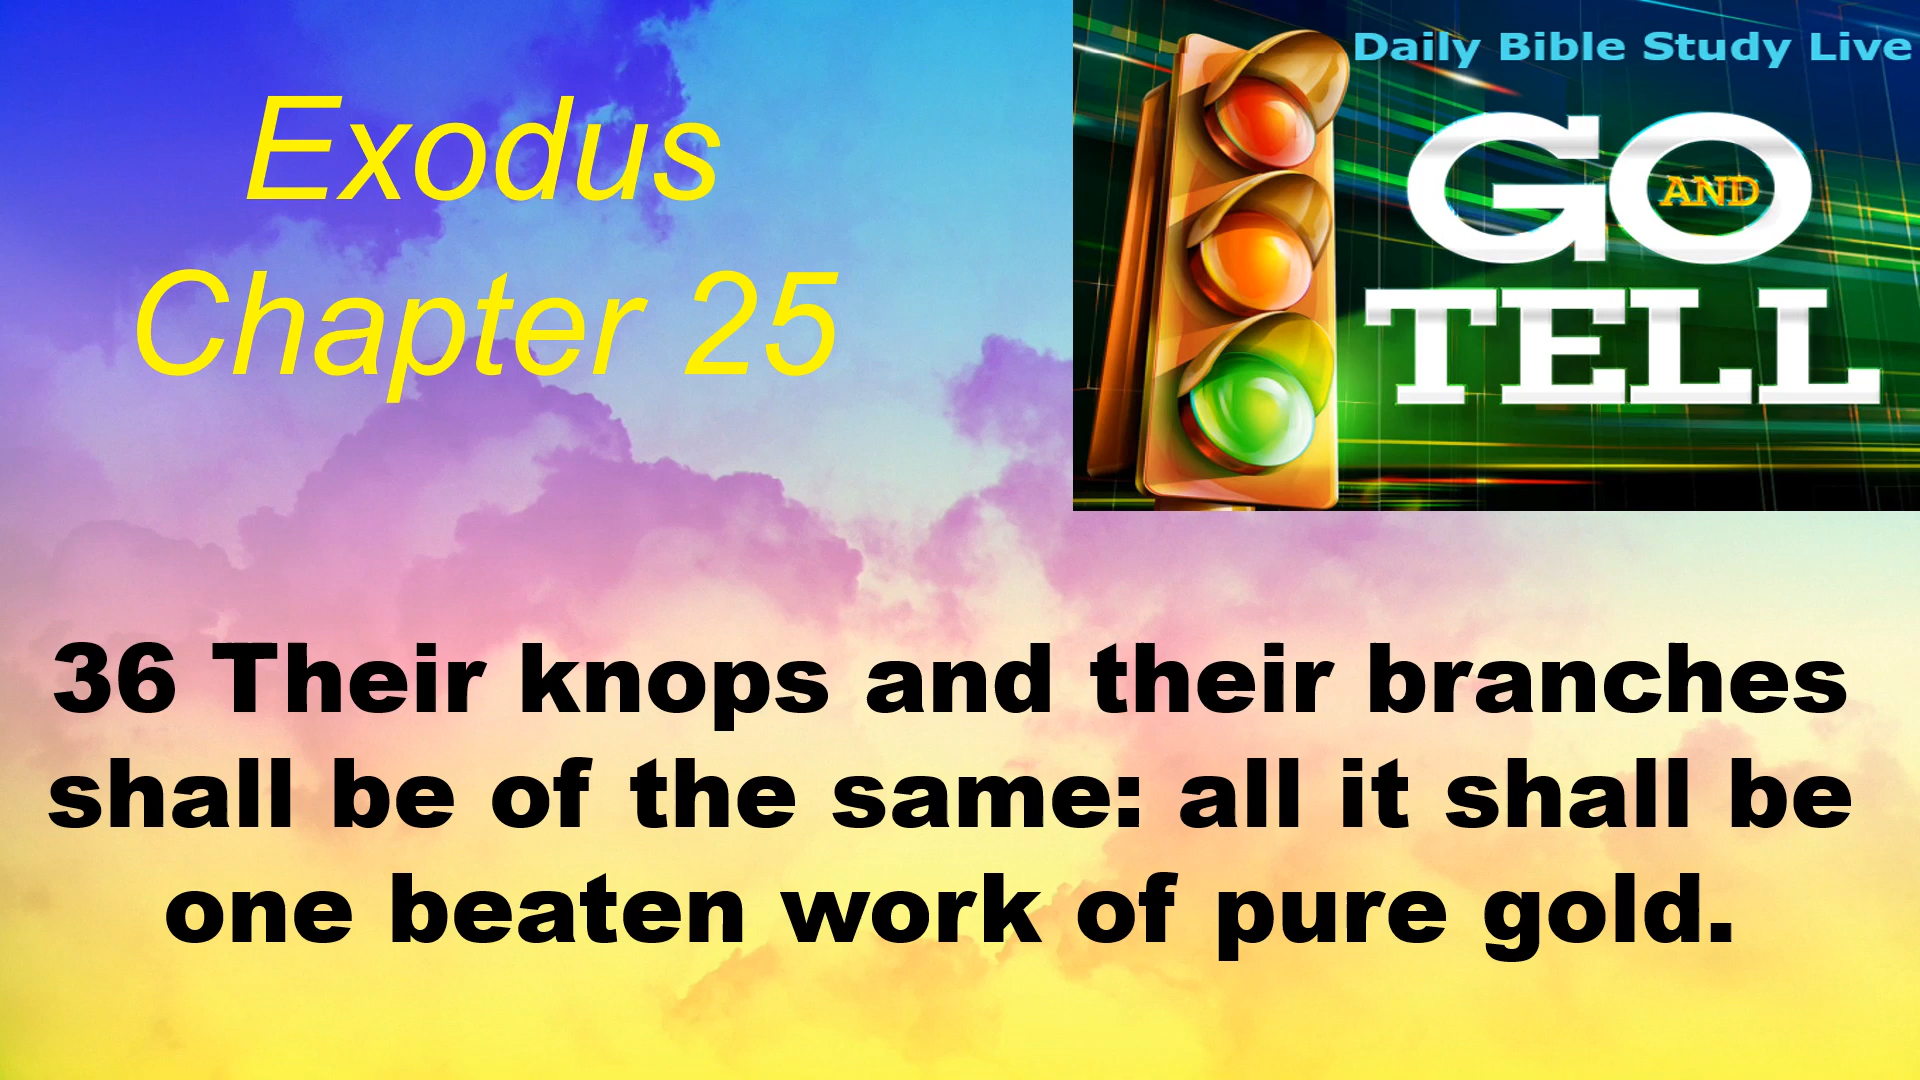 Exodus
Chapter 25
Daily Bible Study Live
GO
AND
TELL
36 Their knops and their branches
shall be of the same: all it shall be
one beaten work of pure gold.